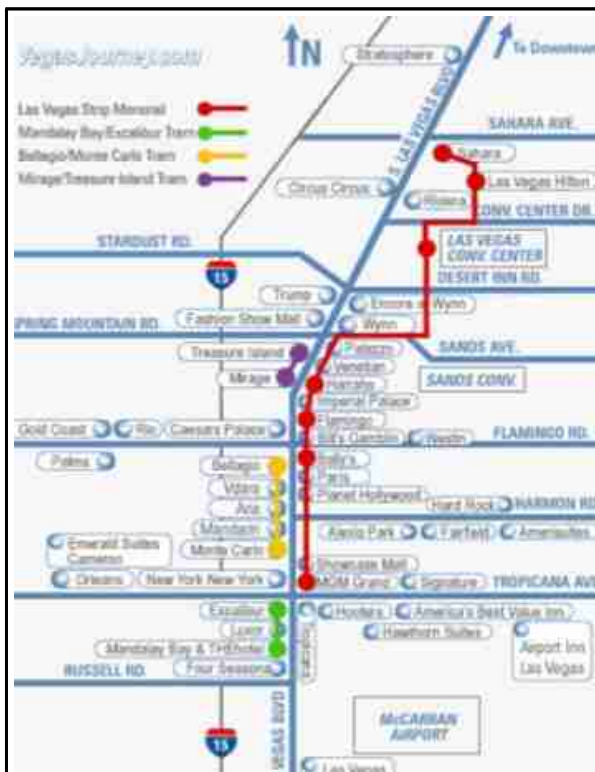 VegasJourney.com
N
To Downtown
Stratosphere
S. LAS VEGAS BLVD
Las Vegas Strip Monorail
Mandalay Bay/Excalibur Tram
Bellagio/Monte Carlo Tram
Mirage/Treasure Island Tram
SAHARA AVE.
Sahara
Las Vegas Hilton
Circus Circus
Riviera
CONV. CENTER DR.
STARDUST RD.
LAS VEGAS
CONV. CENTER
15
DESERT INN RD.
Trump
Encore at Wynn
Fashion Show Mall
Wynn
SPRING MOUNTAIN RD.
Treasure Island
Palazzo
SANDS AVE.
Venetian
Mirage
Harrahs
SANDS CONV.
Imperial Palace
Flamingo
Gold Coast
Rio
Caesars Palace
Bill's Gamblin
Westin
FLAMINGO RD.
Palms
Bellagio
Bally's
Paris
Vdara
Planet Hollywood
Hard Rock
HARMON RD
Aria
Mandarin
Alexis Park
Fairfield
Amerisuites
Emerald Suites
Cameron
Monte Carlo
Showcase Mall
Orleans
New York New York
MGM Grand
Signature
TROPICANA AVE
Excalibur
Tropicana
Hooters
America's Best Value Inn
Luxor
Hawthorn Suites
Mandalay Bay & THEhotel
Airport Inn
Las Vegas
RUSSELL RD.
Four Seasons
VEGAS BLVD
McCARRAN
AIRPORT
15
Las Vegas